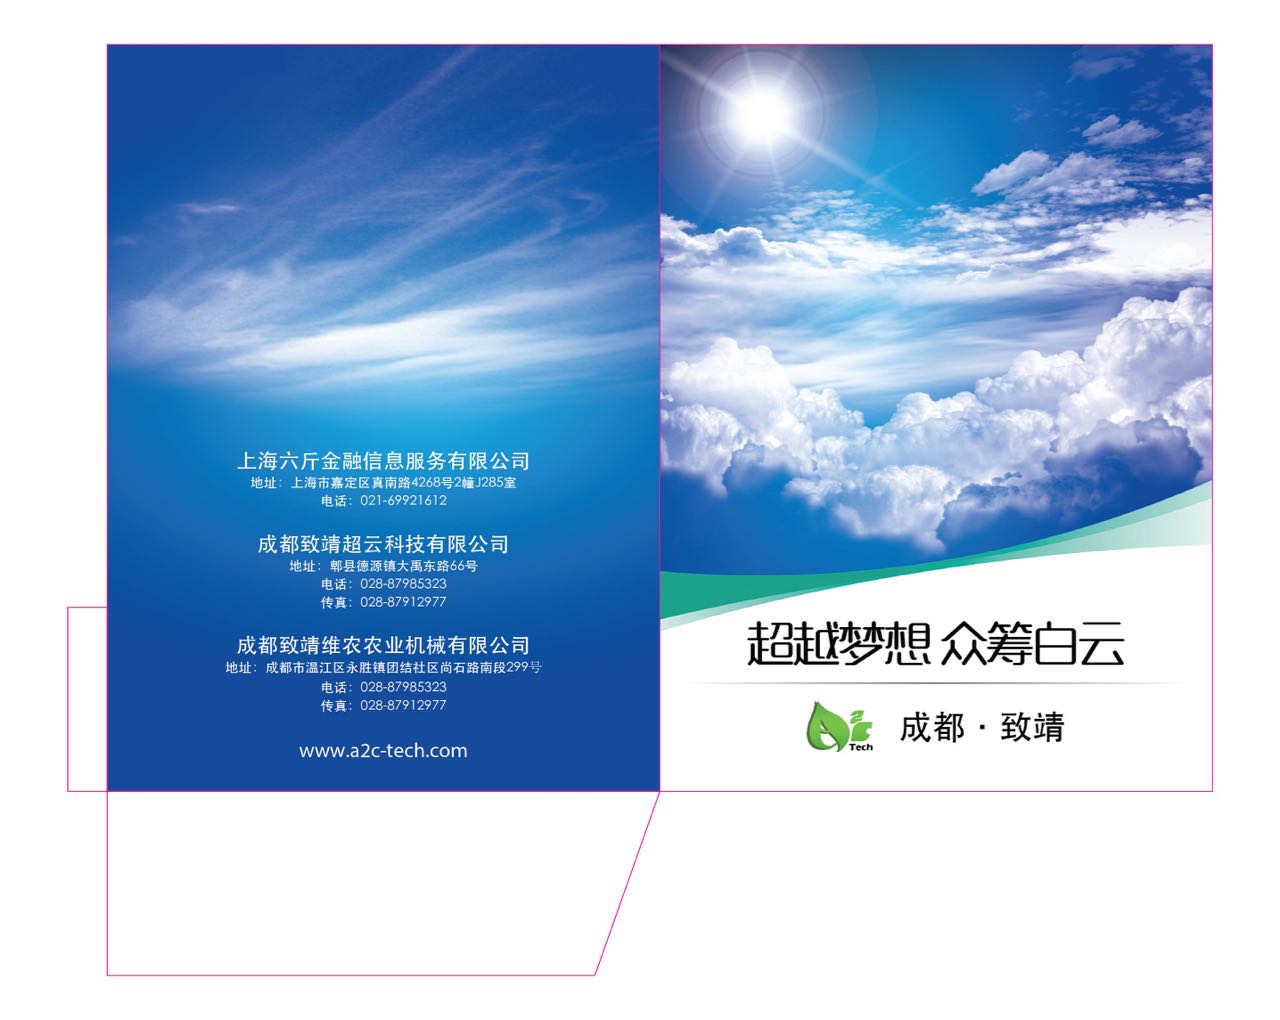 上海六斤金融信息服务有限公司
地址：上海市嘉定区真南路4268号2幢J285室
电话：021-69921612
成都致靖超云科技有限公司
地址：郫县德源镇大禹东路66号
电话：028-87985323
传真：028-87912977
成都致靖维农农业机械有限公司
地址：成都市温江区永胜镇团结社区尚石路南段299号
电话：028-87985323
传真：028-87912977
www.a2c-tech.com
超越梦想 众筹白云
A2C Tech
成都·致靖